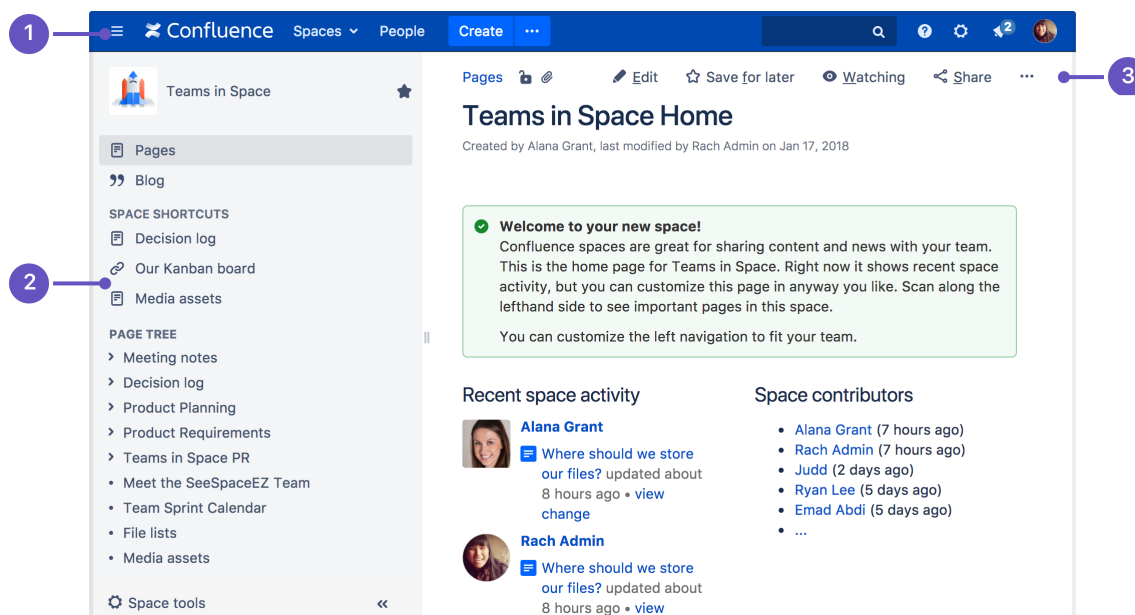 1
Confluence Spaces People Create ··· 2
Teams in Space
Pages
Blog
SPACE SHORTCUTS
Decision log
Our Kanban board
Media assets
2
PAGE TREE
Meeting notes
Decision log
Product Planning
Product Requirements
Teams in Space PR
• Meet the SeeSpaceEZ Team
• Team Sprint Calendar
• File lists
• Media assets
Space tools «
Pages Edit Save for later Watching Share ···
3
Teams in Space Home
Created by Alana Grant, last modified by Rach Admin on Jan 17, 2018
Welcome to your new space!
Confluence spaces are great for sharing content and news with your team.
This is the home page for Teams in Space. Right now it shows recent space
activity, but you can customize this page in anyway you like. Scan along the
lefthand side to see important pages in this space.
You can customize the left navigation to fit your team.
Recent space activity
Alana Grant
Where should we store
our files? updated about
8 hours ago • view
change
Rach Admin
Where should we store
our files? updated about
8 hours ago • view
Space contributors
• Alana Grant (7 hours ago)
• Rach Admin (7 hours ago)
• Judd (2 days ago)
• Ryan Lee (5 days ago)
• Emad Abdi (5 days ago)
• ...